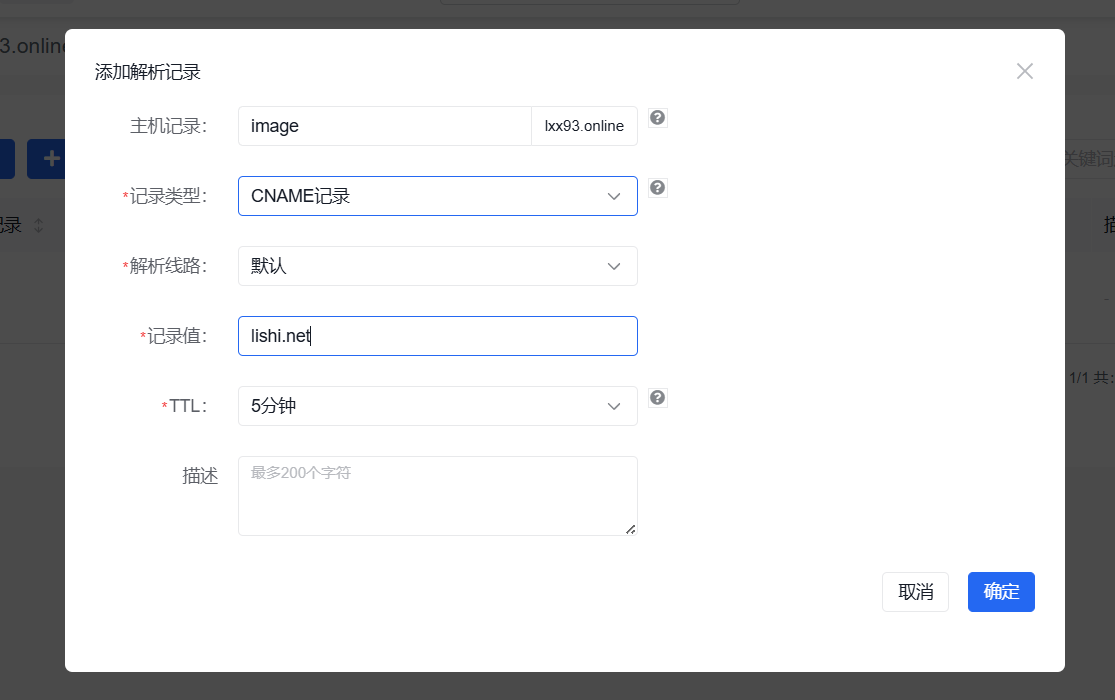 3.online
添加解析记录
主机记录: image lxx93.online
*记录类型: CNAME记录
*解析线路: 默认
*记录值: lishi.net
*TTL: 5分钟
描述 最多200个字符
取消 确定
关键词
记录
描
1/1 共: